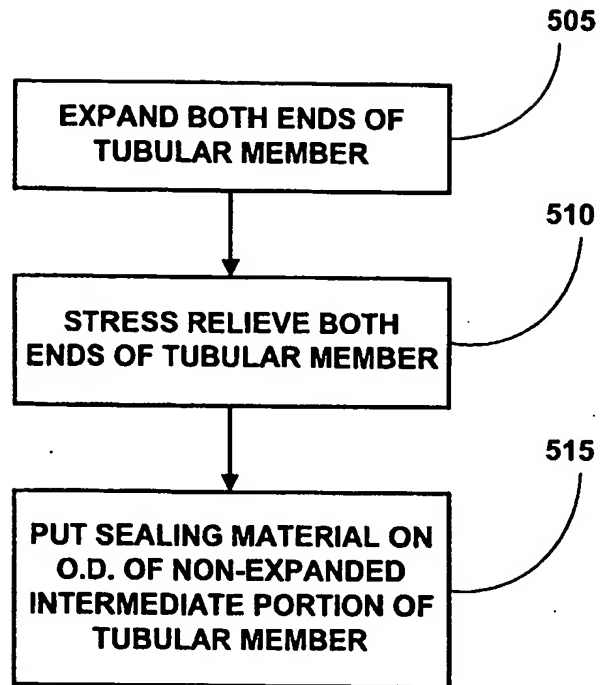 505
EXPAND BOTH ENDS OF
TUBULAR MEMBER
510
STRESS RELIEVE BOTH
ENDS OF TUBULAR MEMBER
515
PUT SEALING MATERIAL ON
O.D. OF NON-EXPANDED
INTERMEDIATE PORTION OF
TUBULAR MEMBER